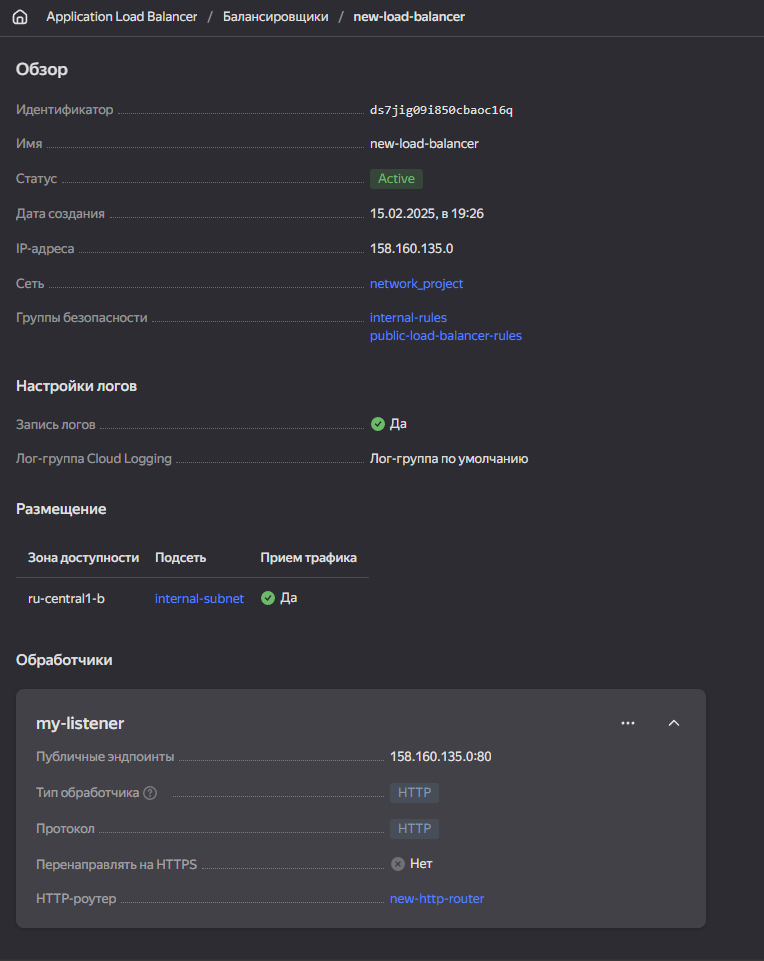 Application Load Balancer / Балансировщики / new-load-balancer
Обзор
Идентификатор ds7jig09i850cbaoc16q
Имя new-load-balancer
Статус Active
Дата создания 15.02.2025, в 19:26
IP-адреса 158.160.135.0
Сеть network_project
Группы безопасности internal-rules
public-load-balancer-rules
Настройки логов
Запись логов Да
Лог-группа Cloud Logging Лог-группа по умолчанию
Размещение
Зона доступности Подсеть Прием трафика
ru-central1-b internal-subnet Да
Обработчики
my-listener
Публичные эндпоинты 158.160.135.0:80
Тип обработчика HTTP
Протокол HTTP
Перенаправлять на HTTPS Нет
HTTP-роутер new-http-router